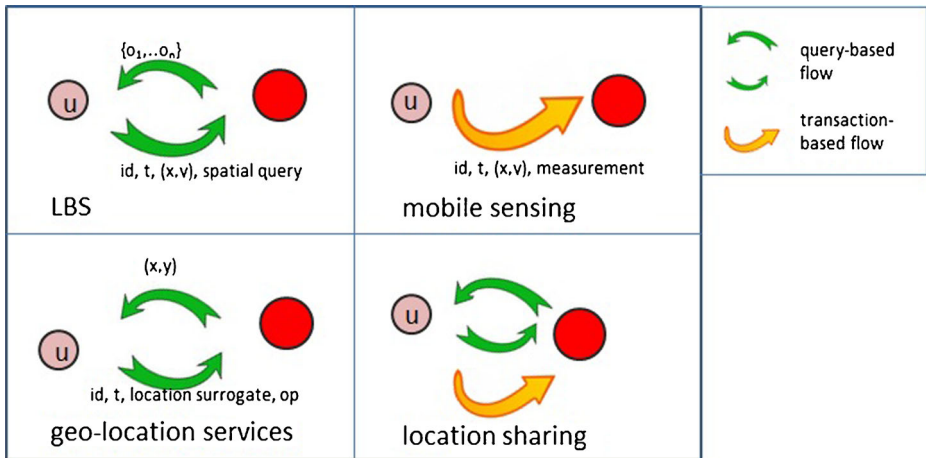 {o₁,..oₙ}
u
id, t, (x,v), spatial query
LBS
u
id, t, (x,v), measurement
mobile sensing
query-based
flow
transaction-
based flow
(x,y)
u
id, t, location surrogate, op
geo-location services
u
location sharing